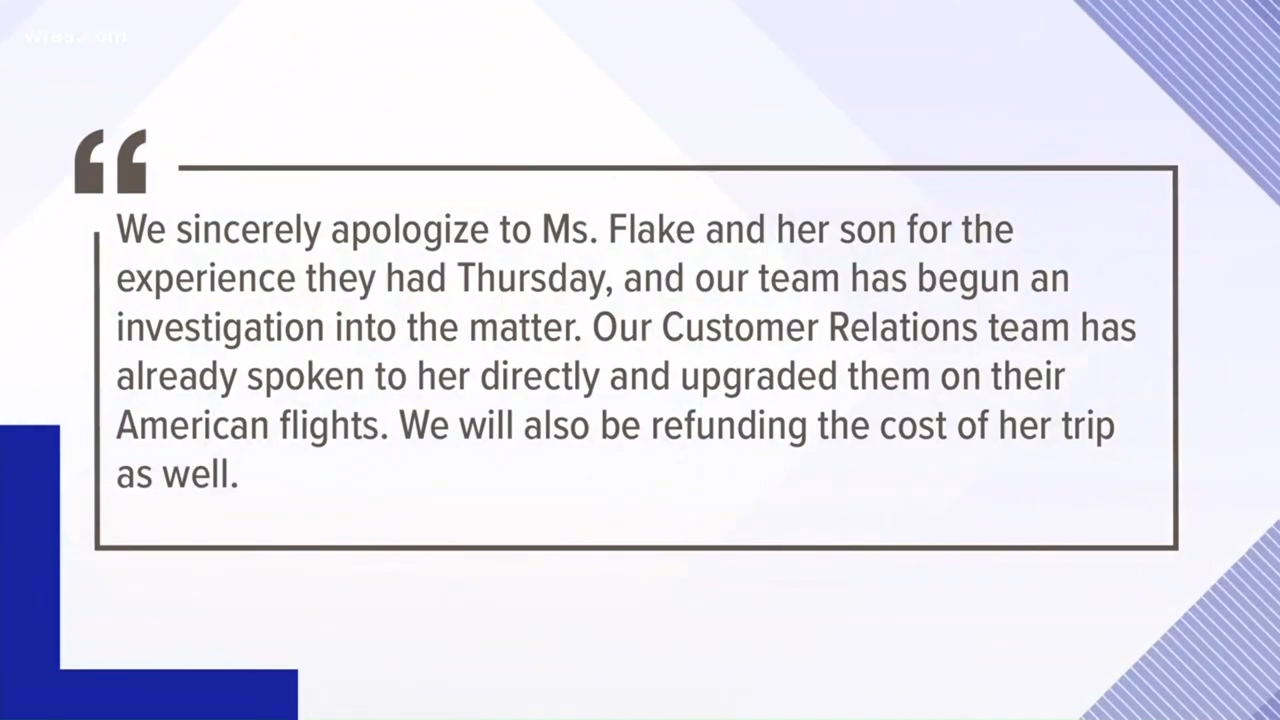 “
We sincerely apologize to Ms. Flake and her son for the
experience they had Thursday, and our team has begun an
investigation into the matter. Our Customer Relations team has
already spoken to her directly and upgraded them on their
American flights. We will also be refunding the cost of her trip
as well.